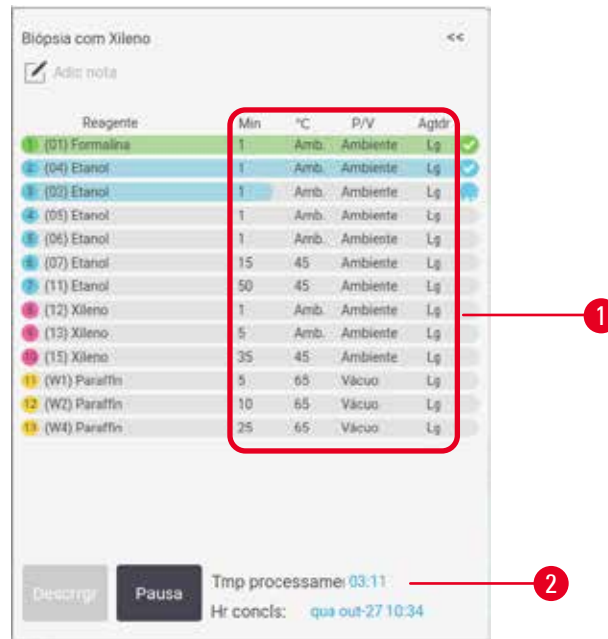 Biópsia com Xileno <<
Adic nota
Reagente Min °C P/V Agtdr
1 (01) Formalina 1 Amb. Ambiente Lg
2 (04) Etanol 1 Amb. Ambiente Lg
3 (03) Etanol 1 Amb. Ambiente Lg
4 (05) Etanol 1 Amb. Ambiente Lg
5 (06) Etanol 1 Amb. Ambiente Lg
6 (07) Etanol 15 45 Ambiente Lg
7 (11) Etanol 50 45 Ambiente Lg
8 (12) Xileno 1 Amb. Ambiente Lg
9 (13) Xileno 5 Amb. Ambiente Lg
10 (15) Xileno 35 45 Ambiente Lg
11 (W1) Paraffin 5 65 Vácuo Lg
12 (W2) Paraffin 10 65 Vácuo Lg
13 (W4) Paraffin 25 65 Vácuo Lg
1
Descrrgr Pausa
Tmp processame 03:11 2
Hr concls: qua out-27 10:34